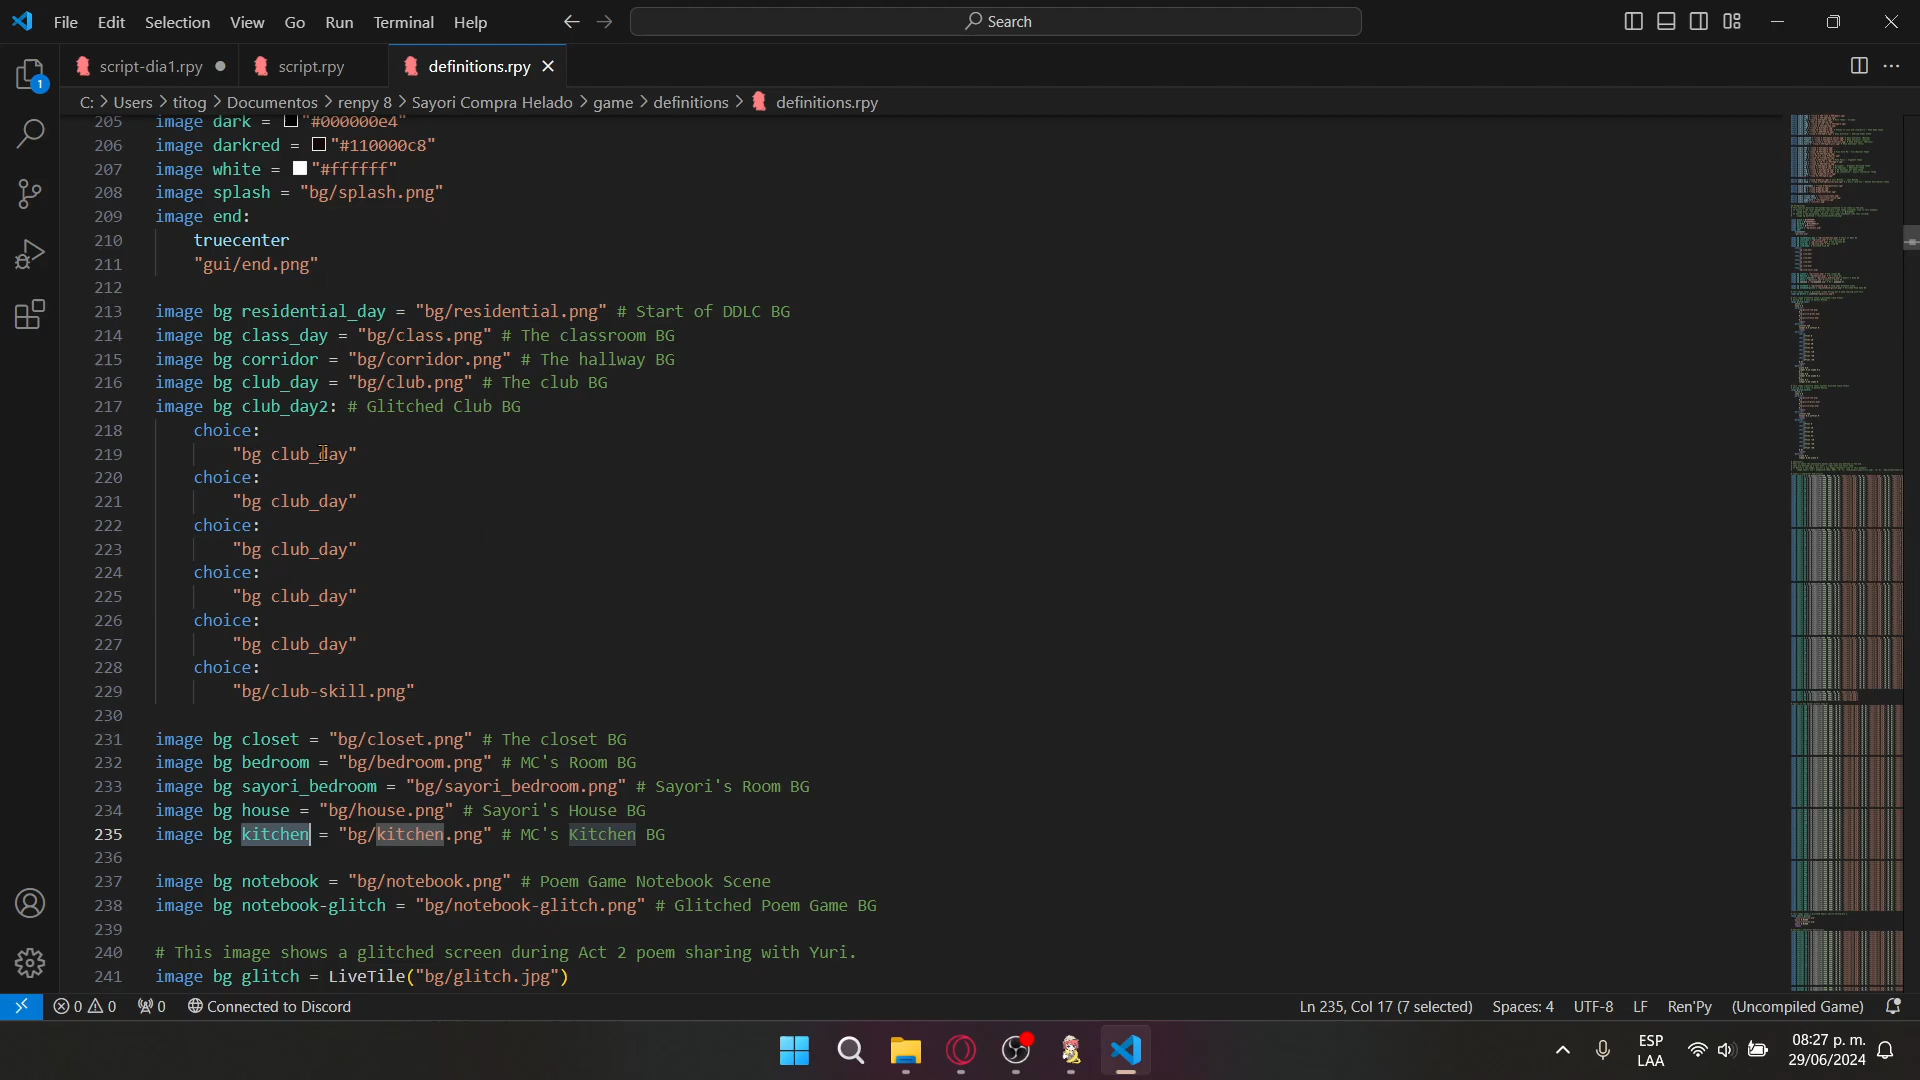 File Edit Selection View Go Run Terminal Help Search
script-dia1.rpy script.rpy definitions.rpy
C: > Users > titog > Documentos > renpy 8 > Sayori Compra Helado > game > definitions > definitions.rpy
205 image dark = "#000000e4"
206 image darkred = "#110000c8"
207 image white = "#ffffff"
208 image splash = "bg/splash.png"
209 image end:
210 truecenter
211 "gui/end.png"
212
213 image bg residential_day = "bg/residential.png" # Start of DDLC BG
214 image bg class_day = "bg/class.png" # The classroom BG
215 image bg corridor = "bg/corridor.png" # The hallway BG
216 image bg club_day = "bg/club.png" # The club BG
217 image bg club_day2: # Glitched Club BG
218 choice:
219 "bg club_day"
220 choice:
221 "bg club_day"
222 choice:
223 "bg club_day"
224 choice:
225 "bg club_day"
226 choice:
227 "bg club_day"
228 choice:
229 "bg/club-skill.png"
230
231 image bg closet = "bg/closet.png" # The closet BG
232 image bg bedroom = "bg/bedroom.png" # MC's Room BG
233 image bg sayori_bedroom = "bg/sayori_bedroom.png" # Sayori's Room BG
234 image bg house = "bg/house.png" # Sayori's House BG
235 image bg kitchen = "bg/kitchen.png" # MC's Kitchen BG
236
237 image bg notebook = "bg/notebook.png" # Poem Game Notebook Scene
238 image bg notebook-glitch = "bg/notebook-glitch.png" # Glitched Poem Game BG
239
240 # This image shows a glitched screen during Act 2 poem sharing with Yuri.
241 image bg glitch = LiveTile("bg/glitch.jpg")
1
0 0 0 Connected to Discord Ln 235, Col 17 (7 selected) Spaces: 4 UTF-8 LF Ren'Py (Uncompiled Game)
ESP 08:27 p. m.
LAA 29/06/2024